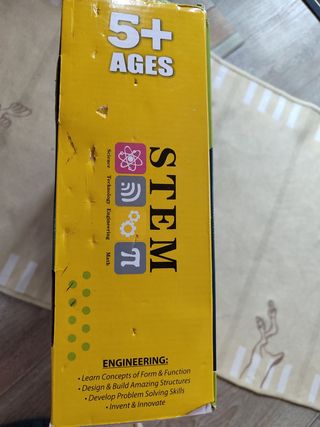 5+
AGES
STEM
Science Technology Engineering Math
π
ENGINEERING:
• Learn Concepts of Form & Function
• Design & Build Amazing Structures
• Develop Problem Solving Skills
• Invent & Innovate